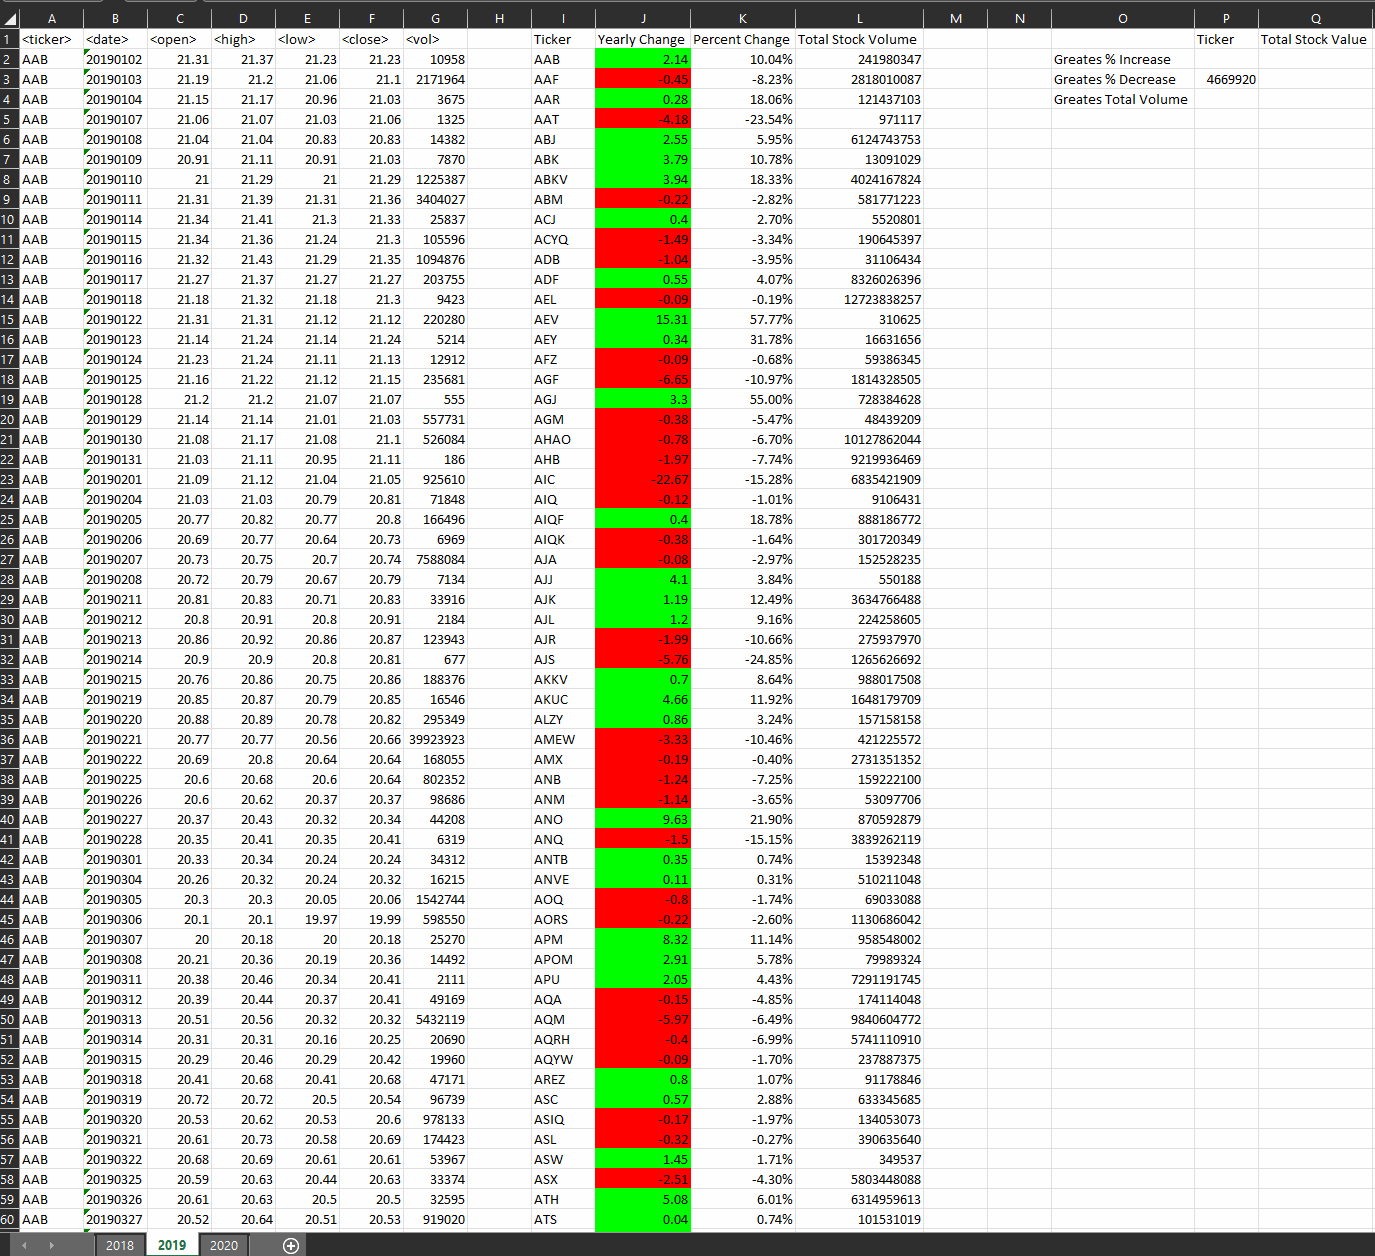 A B C D E F G H I J K L M N O P Q
1 <ticker> <date> <open> <high> <low> <close> <vol> Ticker Yearly Change Percent Change Total Stock Volume Ticker Total Stock Value
2 AAB 20190102 21.31 21.37 21.23 21.23 10958 AAB 2.14 10.04% 241980347 Greates % Increase
3 AAB 20190103 21.19 21.2 21.06 21.1 2171964 AAF -0.45 -8.23% 2818010087 Greates % Decrease 4669920
4 AAB 20190104 21.15 21.17 20.96 21.03 3675 AAR 0.28 18.06% 121437103 Greates Total Volume
5 AAB 20190107 21.06 21.07 21.03 21.06 1325 AAT -4.18 -23.54% 971117
6 AAB 20190108 21.04 21.04 20.83 20.83 14382 ABJ 2.55 5.95% 6124743753
7 AAB 20190109 20.91 21.11 20.91 21.03 7870 ABK 3.79 10.78% 13091029
8 AAB 20190110 21 21.29 21 21.29 1225387 ABKV 3.94 18.33% 4024167824
9 AAB 20190111 21.31 21.39 21.31 21.36 3404027 ABM -0.22 -2.82% 581771223
10 AAB 20190114 21.34 21.41 21.3 21.33 25837 ACJ 0.4 2.70% 5520801
11 AAB 20190115 21.34 21.36 21.24 21.3 105596 ACYQ -1.49 -3.34% 190645397
12 AAB 20190116 21.32 21.43 21.29 21.35 1094876 ADB -1.04 -3.95% 31106434
13 AAB 20190117 21.27 21.37 21.27 21.27 203755 ADF 0.55 4.07% 8326026396
14 AAB 20190118 21.18 21.32 21.18 21.3 9423 AEL -0.09 -0.19% 12723838257
15 AAB 20190122 21.31 21.31 21.12 21.12 220280 AEV 15.31 57.77% 310625
16 AAB 20190123 21.14 21.24 21.14 21.24 5214 AEY 0.34 31.78% 16631656
17 AAB 20190124 21.23 21.24 21.11 21.13 12912 AFZ -0.09 -0.68% 59386345
18 AAB 20190125 21.16 21.22 21.12 21.15 235681 AGF -6.65 -10.97% 1814328505
19 AAB 20190128 21.2 21.2 21.07 21.07 555 AGJ 3.3 55.00% 728384628
20 AAB 20190129 21.14 21.14 21.01 21.03 557731 AGM -0.38 -5.47% 48439209
21 AAB 20190130 21.08 21.17 21.08 21.1 526084 AHAO -0.78 -6.70% 10127862044
22 AAB 20190131 21.03 21.11 20.95 21.11 186 AHB -1.97 -7.74% 9219936469
23 AAB 20190201 21.09 21.12 21.04 21.05 925610 AIC -22.67 -15.28% 6835421909
24 AAB 20190204 21.03 21.03 20.79 20.81 71848 AIQ -0.12 -1.01% 9106431
25 AAB 20190205 20.77 20.82 20.77 20.8 166496 AIQF 0.4 18.78% 888186772
26 AAB 20190206 20.69 20.77 20.64 20.73 6969 AIQK -0.38 -1.64% 301720349
27 AAB 20190207 20.73 20.75 20.7 20.74 7588084 AJA -0.08 -2.97% 152528235
28 AAB 20190208 20.72 20.79 20.67 20.79 7134 AJJ 4.1 3.84% 550188
29 AAB 20190211 20.81 20.83 20.71 20.83 33916 AJK 1.19 12.49% 3634766488
30 AAB 20190212 20.8 20.91 20.8 20.91 2184 AJL 1.2 9.16% 224258605
31 AAB 20190213 20.86 20.92 20.86 20.87 123943 AJR -1.99 -10.66% 275937970
32 AAB 20190214 20.9 20.9 20.8 20.81 677 AJS -5.76 -24.85% 1265626692
33 AAB 20190215 20.76 20.86 20.75 20.86 188376 AKKV 0.7 8.64% 988017508
34 AAB 20190219 20.85 20.87 20.79 20.85 16546 AKUC 4.66 11.92% 1648179709
35 AAB 20190220 20.88 20.89 20.78 20.82 295349 ALZY 0.86 3.24% 157158158
36 AAB 20190221 20.77 20.77 20.56 20.66 39923923 AMEW -3.33 -10.46% 421225572
37 AAB 20190222 20.69 20.8 20.64 20.64 168055 AMX -0.19 -0.40% 2731351352
38 AAB 20190225 20.6 20.68 20.6 20.64 802352 ANB -1.24 -7.25% 159222100
39 AAB 20190226 20.6 20.62 20.37 20.37 98686 ANM -1.14 -3.65% 53097706
40 AAB 20190227 20.37 20.43 20.32 20.34 44208 ANO 9.63 21.90% 870592879
41 AAB 20190228 20.35 20.41 20.35 20.41 6319 ANQ -1.5 -15.15% 3839262119
42 AAB 20190301 20.33 20.34 20.24 20.24 34312 ANTB 0.35 0.74% 15392348
43 AAB 20190304 20.26 20.32 20.24 20.32 16215 ANVE 0.11 0.31% 510211048
44 AAB 20190305 20.3 20.3 20.05 20.06 1542744 AOQ -0.8 -1.74% 69033088
45 AAB 20190306 20.1 20.1 19.97 19.99 598550 AORS -0.22 -2.60% 1130686042
46 AAB 20190307 20 20.18 20 20.18 25270 APM 8.32 11.14% 958548002
47 AAB 20190308 20.21 20.36 20.19 20.36 14492 APOM 2.91 5.78% 79989324
48 AAB 20190311 20.38 20.46 20.34 20.41 2111 APU 2.05 4.43% 7291191745
49 AAB 20190312 20.39 20.44 20.37 20.41 49169 AQA -0.15 -4.85% 174114048
50 AAB 20190313 20.51 20.56 20.32 20.32 5432119 AQM -5.97 -6.49% 9840604772
51 AAB 20190314 20.31 20.31 20.16 20.25 20690 AQRH -0.4 -6.99% 5741110910
52 AAB 20190315 20.29 20.46 20.29 20.42 19960 AQYW -0.09 -1.70% 237887375
53 AAB 20190318 20.41 20.68 20.41 20.68 47171 AREZ 0.8 1.07% 91178846
54 AAB 20190319 20.72 20.72 20.5 20.54 96739 ASC 0.57 2.88% 633345685
55 AAB 20190320 20.53 20.62 20.53 20.6 978133 ASIQ -0.17 -1.97% 134053073
56 AAB 20190321 20.61 20.73 20.58 20.69 174423 ASL -0.32 -0.27% 390635640
57 AAB 20190322 20.68 20.69 20.61 20.61 53967 ASW 1.45 1.71% 349537
58 AAB 20190325 20.59 20.63 20.44 20.63 33374 ASX -2.51 -4.30% 5803448088
59 AAB 20190326 20.61 20.63 20.5 20.5 32595 ATH 5.08 6.01% 6314959613
60 AAB 20190327 20.52 20.64 20.51 20.53 919020 ATS 0.04 0.74% 101531019
2018 2019 2020